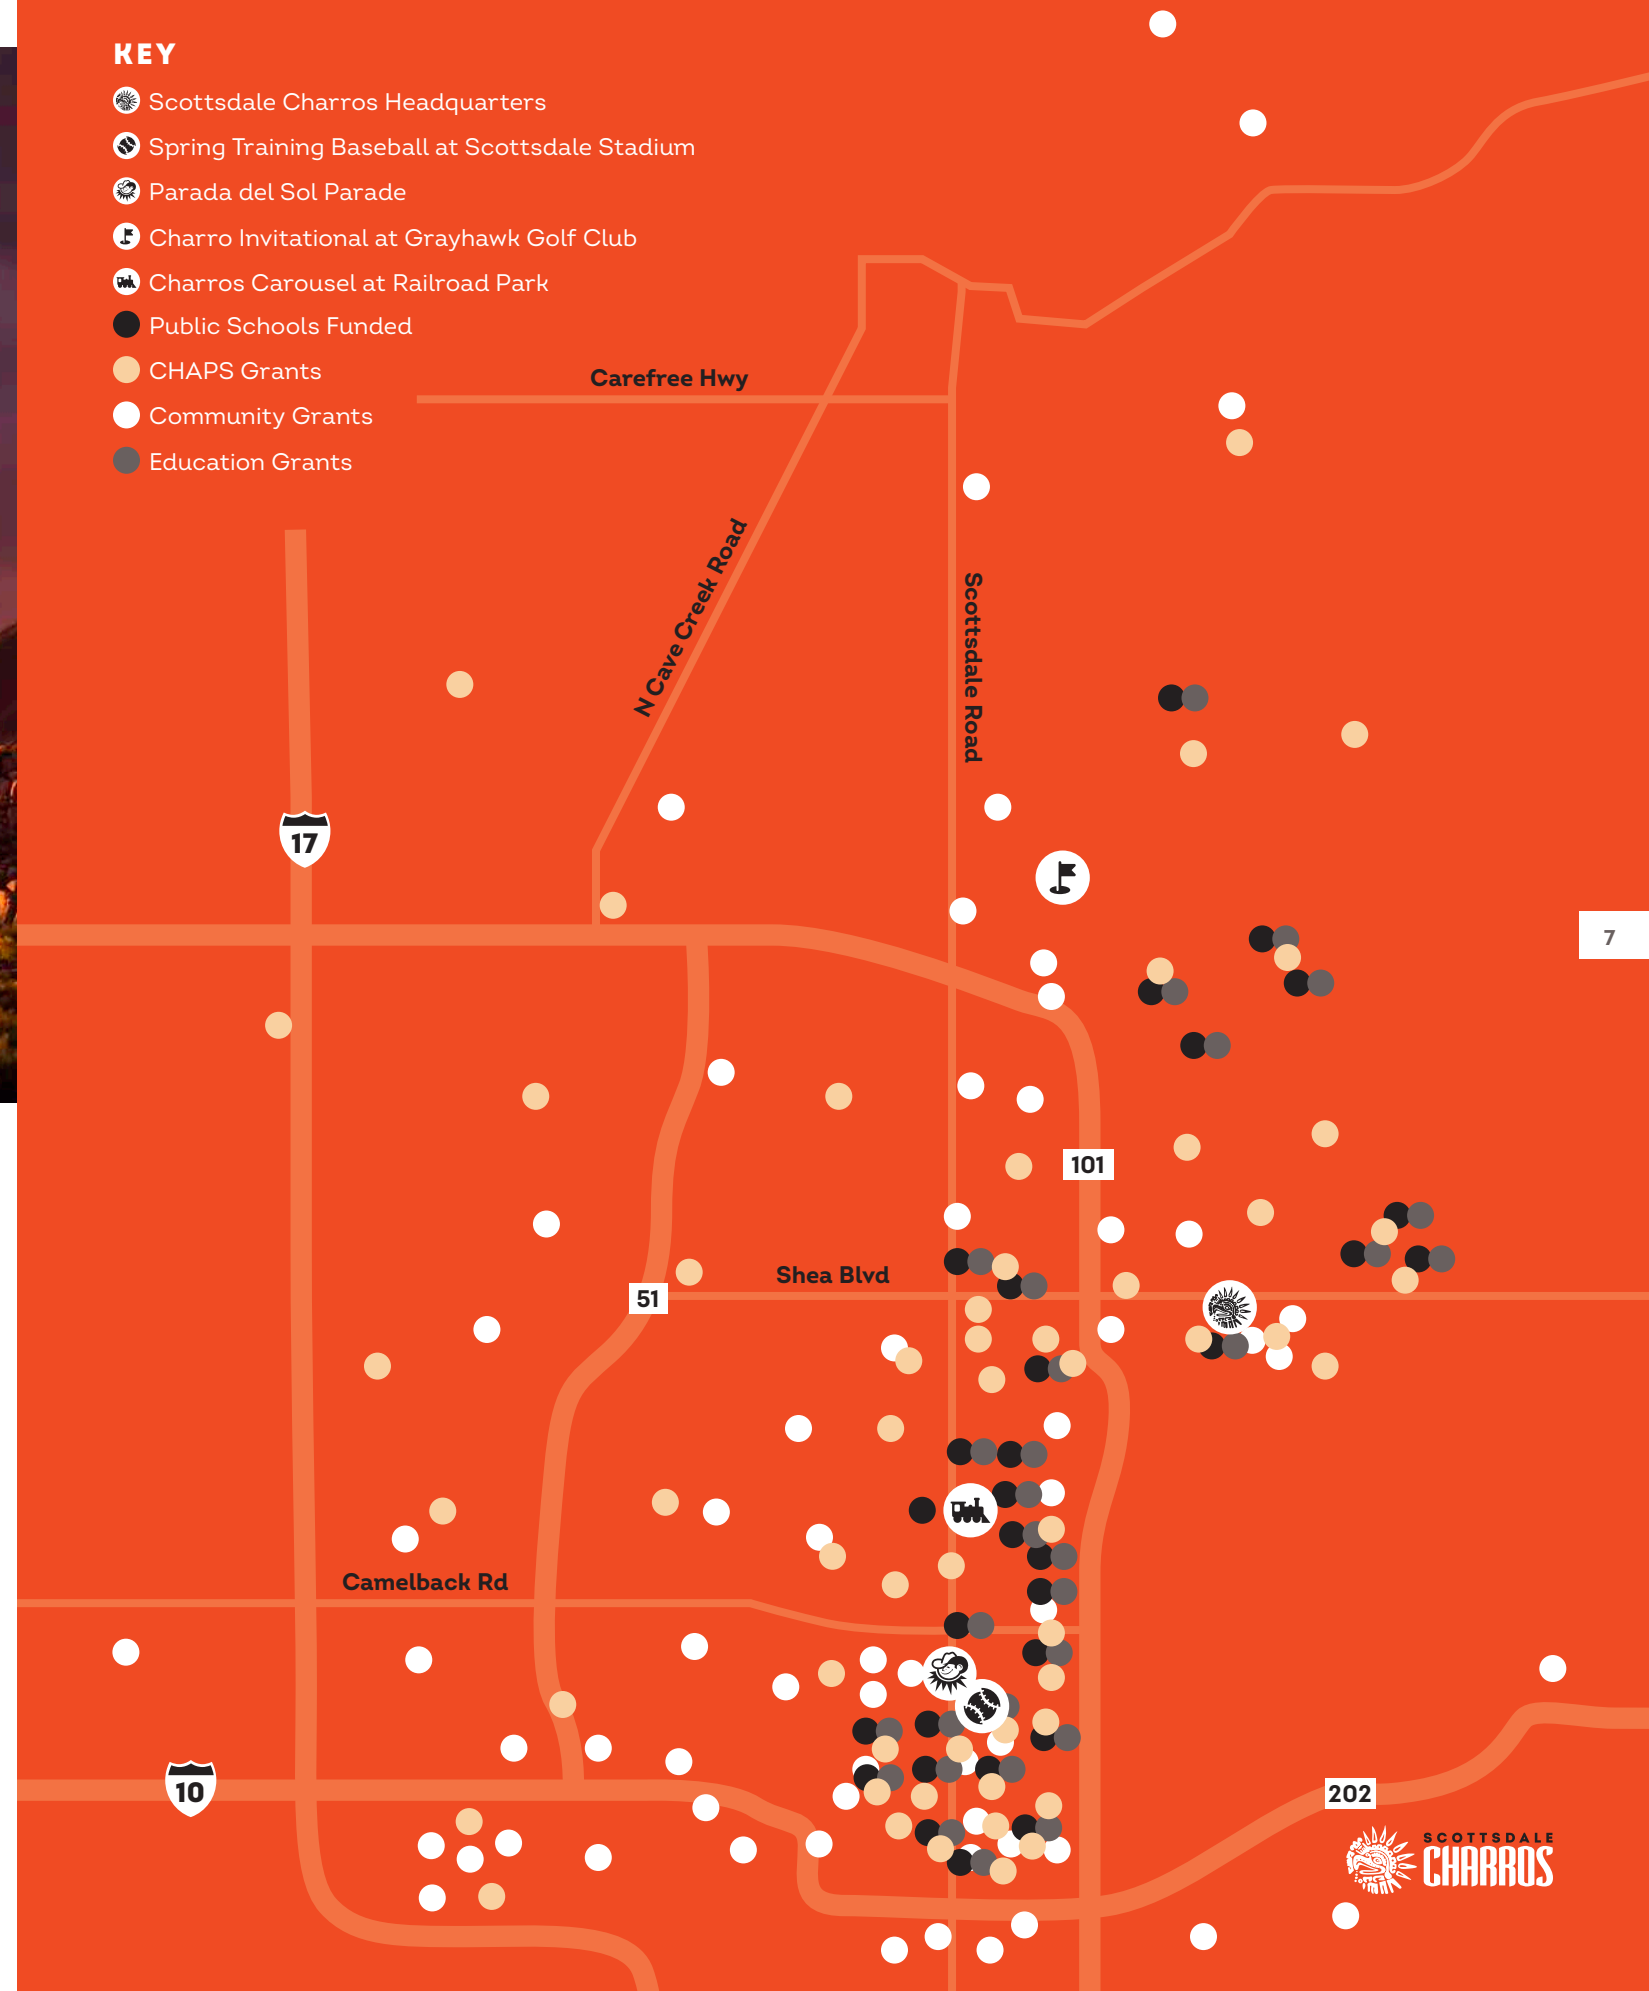 KEY
Scottsdale Charros Headquarters
Spring Training Baseball at Scottsdale Stadium
Parada del Sol Parade
Charro Invitational at Grayhawk Golf Club
Charros Carousel at Railroad Park
Public Schools Funded
CHAPS Grants
Community Grants
Education Grants
Carefree Hwy
N Cave Creek Road
Scottsdale Road
17
7
101
Shea Blvd
51
Camelback Rd
10
202
SCOTTSDALE
CHARROS